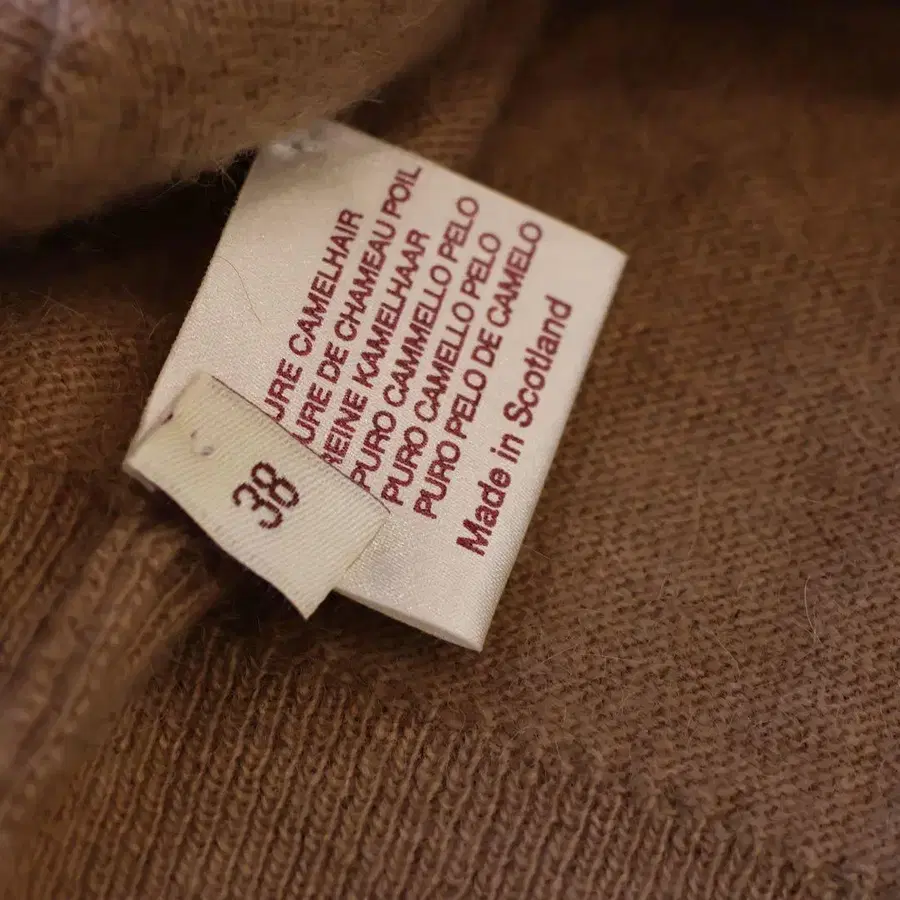 URE CAMELHAIR
URE DE CHAMEAU POIL
REINE KAMELHAAR
PURO CAMMELLO PELO
PURO CAMELLO PELO
PURO PELO DE CAMELO
Made in Scotland
38